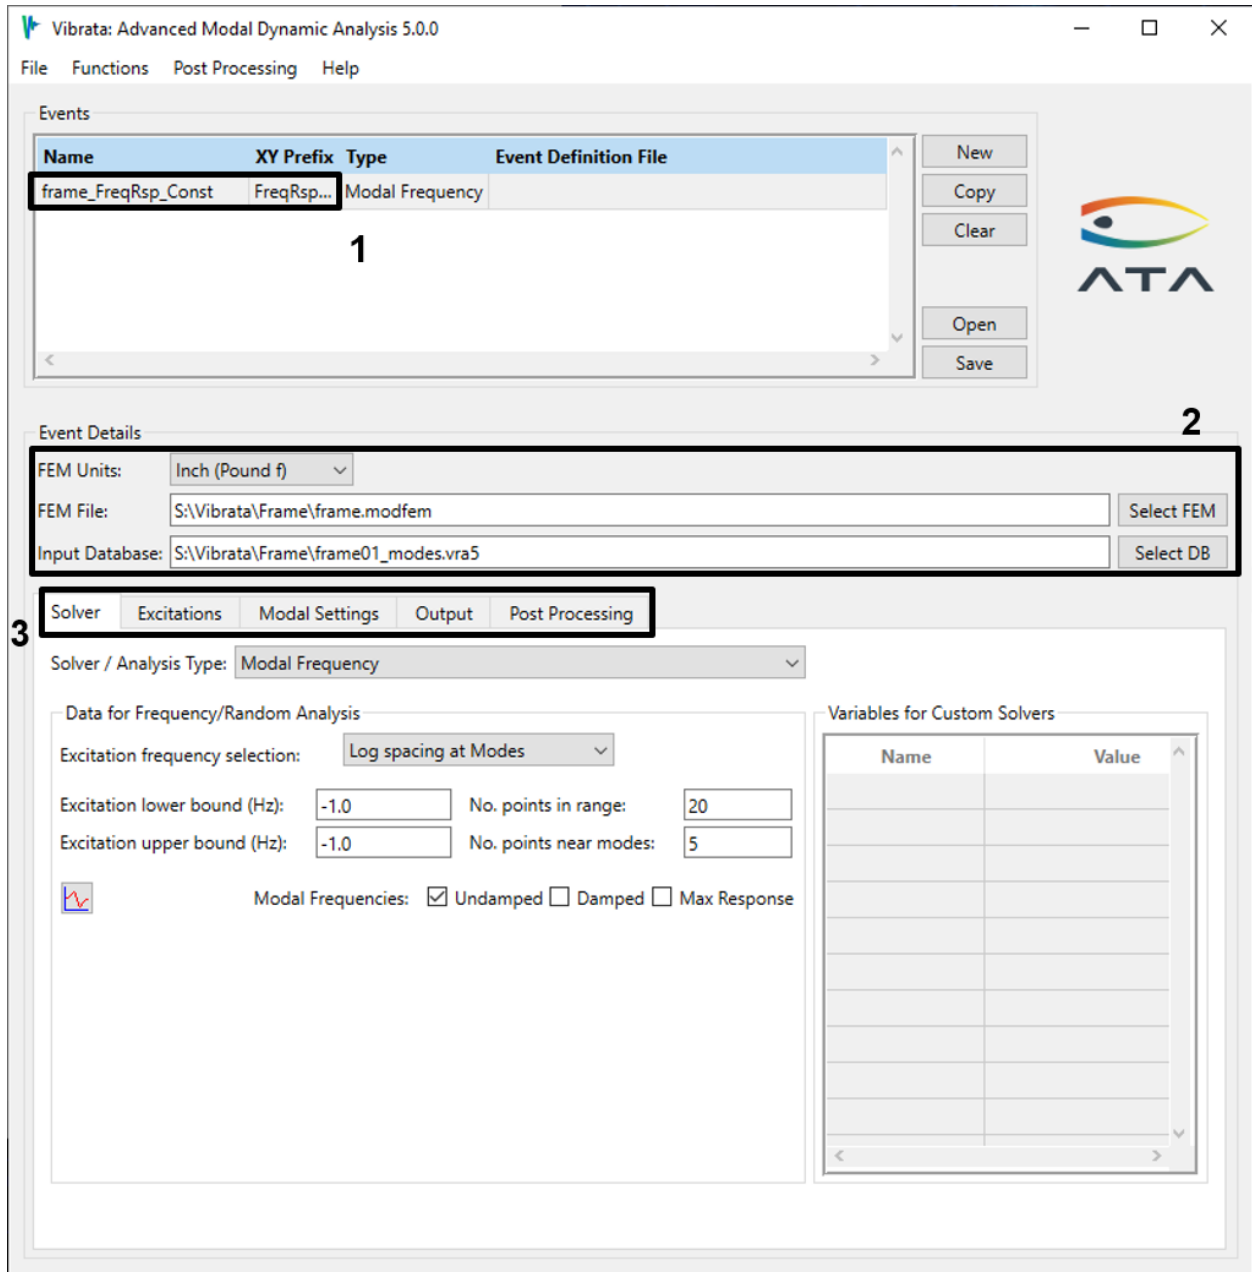 Vibrata: Advanced Modal Dynamic Analysis 5.0.0
File Functions Post Processing Help
Events
Name XY Prefix Type Event Definition File
frame_FreqRsp_Const FreqRsp... Modal Frequency
1
New
Copy
Clear
Open
Save
ATA
Event Details
2
FEM Units: Inch (Pound f)
FEM File: S:\Vibrata\Frame\frame.modfem Select FEM
Input Database: S:\Vibrata\Frame\frame01_modes.vra5 Select DB
3
Solver Excitations Modal Settings Output Post Processing
Solver / Analysis Type: Modal Frequency
Data for Frequency/Random Analysis
Excitation frequency selection: Log spacing at Modes
Excitation lower bound (Hz): -1.0 No. points in range: 20
Excitation upper bound (Hz): -1.0 No. points near modes: 5
Modal Frequencies: Undamped Damped Max Response
Variables for Custom Solvers
Name Value